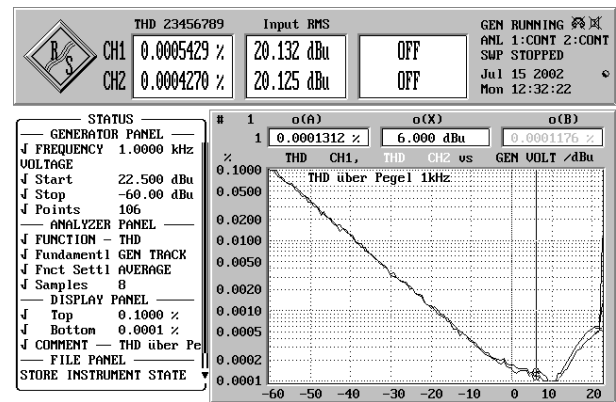 THD 23456789 Input RMS GEN RUNNING
R S CH1 0.0005429 % 20.132 dBu OFF ANL 1:CONT 2:CONT
SWP STOPPED
CH2 0.0004270 % 20.125 dBu OFF Jul 15 2002
Mon 12:32:22
STATUS
GENERATOR PANEL
FREQUENCY 1.0000 kHz
VOLTAGE
Start 22.500 dBu
Stop -60.00 dBu
Points 106
ANALYZER PANEL
FUNCTION - THD
Fundamentl GEN TRACK
Fnct Settl AVERAGE
Samples 8
DISPLAY PANEL
Top 0.1000 %
Bottom 0.0001 %
COMMENT — THD über Pe
FILE PANEL
STORE INSTRUMENT STATE
# 1 o(A) o(X) o(B)
1 0.0001312 % 6.000 dBu 0.0001176 %
% THD CH1, THD CH2 vs GEN VOLT /dBu
THD über Pegel 1kHz
0.1000
0.0500
0.0200
0.0100
0.0050
0.0020
0.0010
0.0005
0.0002
0.0001
-60 -50 -40 -30 -20 -10 0 10 20